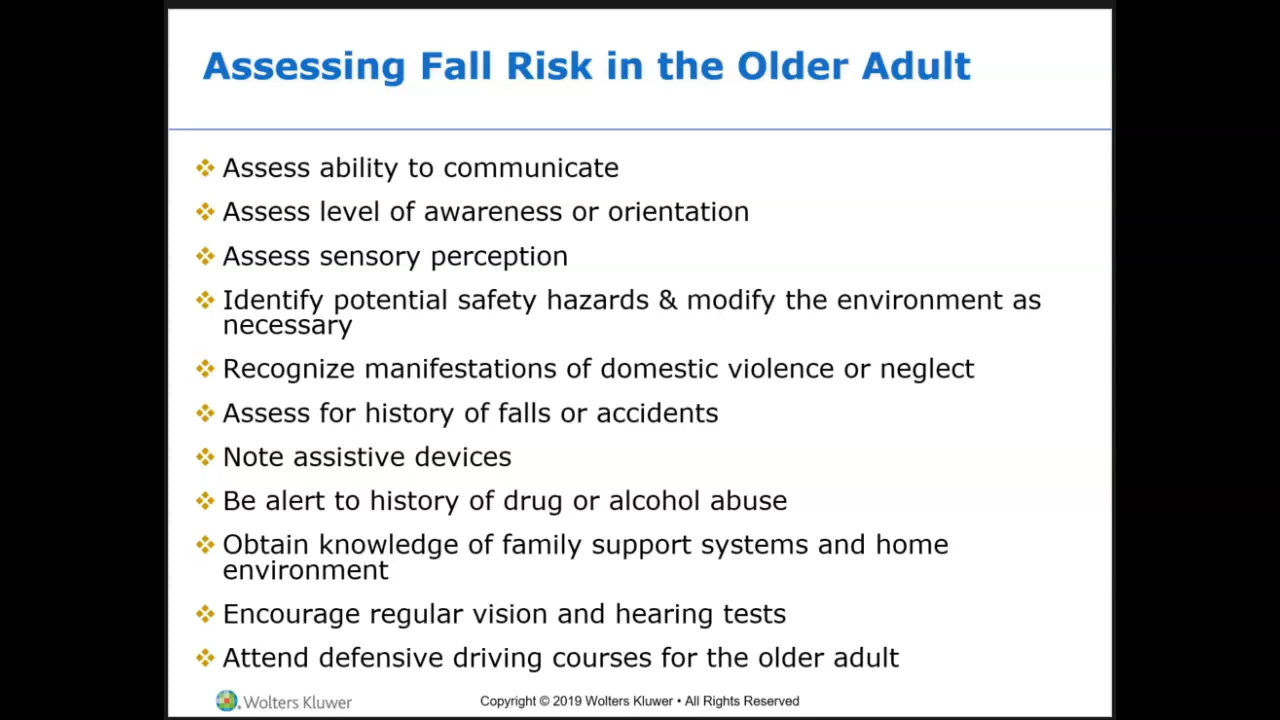 Assessing Fall Risk in the Older Adult
Assess ability to communicate
Assess level of awareness or orientation
Assess sensory perception
Identify potential safety hazards & modify the environment as
necessary
Recognize manifestations of domestic violence or neglect
Assess for history of falls or accidents
Note assistive devices
Be alert to history of drug or alcohol abuse
Obtain knowledge of family support systems and home
environment
Encourage regular vision and hearing tests
Attend defensive driving courses for the older adult
Wolters Kluwer
Copyright © 2019 Wolters Kluwer • All Rights Reserved